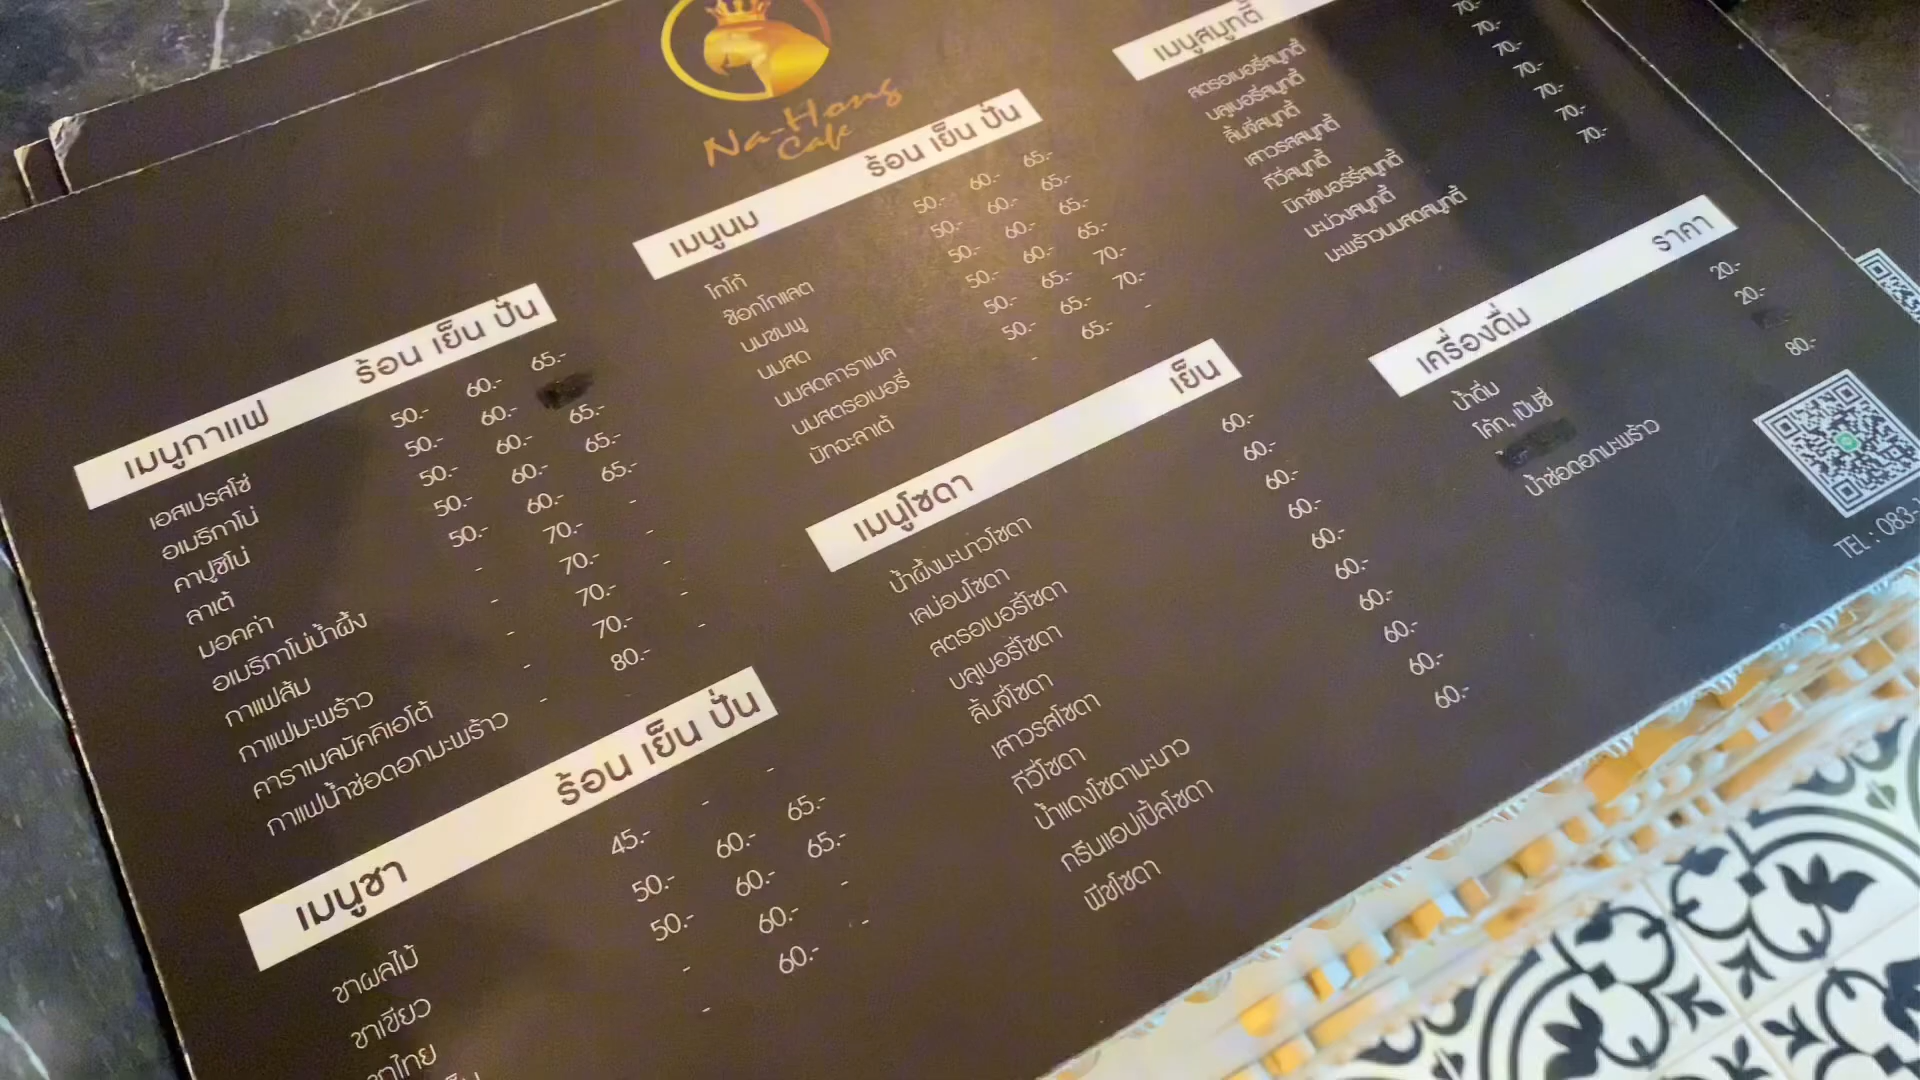 Na-Hong
Cafe
เมนูกาแฟ ร้อน เย็น ปั่น
เอสเปรสโซ่ 50.- 60.- 65.-
อเมริกาโน่ 50.- 60.-
คาปูชิโน่ 50.- 60.- 65.-
ลาเต้ 50.- 60.- 65.-
มอคค่า 50.- 60.- 65.-
อเมริกาโน่น้ำผึ้ง - 70.- -
กาแฟส้ม - 70.- -
กาแฟมะพร้าว - 70.- -
คาราเมลมัคคิเอโต้ - 70.- -
กาแฟน้ำช่อดอกมะพร้าว - 80.- -
เมนูชา ร้อน เย็น ปั่น
ชาผลไม้ 45.- - -
ชาเขียว 50.- 60.- 65.-
ชาไทย 50.- 60.- 65.-
- 60.- -
- 60.- -
เมนูนม ร้อน เย็น ปั่น
โกโก้ 50.- 60.- 65.-
ช๊อกโกแลต 50.- 60.- 65.-
นมชมพู 50.- 60.- 65.-
นมสด 50.- 60.- 65.-
นมสดคาราเมล 50.- 65.- 70.-
นมสตรอเบอรี่ 50.- 65.- 70.-
มัทฉะลาเต้ - 65.- -
เมนูโซดา เย็น
น้ำผึ้งมะนาวโซดา 60.-
เลม่อนโซดา 60.-
สตรอเบอรี่โซดา 60.-
บลูเบอรี่โซดา 60.-
ลิ้นจี่โซดา 60.-
เสาวรสโซดา 60.-
กีวี่โซดา 60.-
น้ำแดงโซดามะนาว 60.-
กรีนแอปเปิ้ลโซดา 60.-
พีชโซดา 60.-
เมนูสมูทตี้
สตรอเบอรี่สมูทตี้
บลูเบอรี่สมูทตี้ 70.-
ลิ้นจี่สมูทตี้ 70.-
เสาวรสสมูทตี้ 70.-
กีวี่สมูทตี้ 70.-
มิกซ์เบอร์รี่สมูทตี้ 70.-
มะม่วงสมูทตี้ 70.-
มะพร้าวนมสดสมูทตี้ 70.-
เครื่องดื่ม ราคา
น้ำดื่ม 20.-
โค้ก, เป๊ปซี่ 20.-
น้ำช่อดอกมะพร้าว 80.-
TEL : 083-